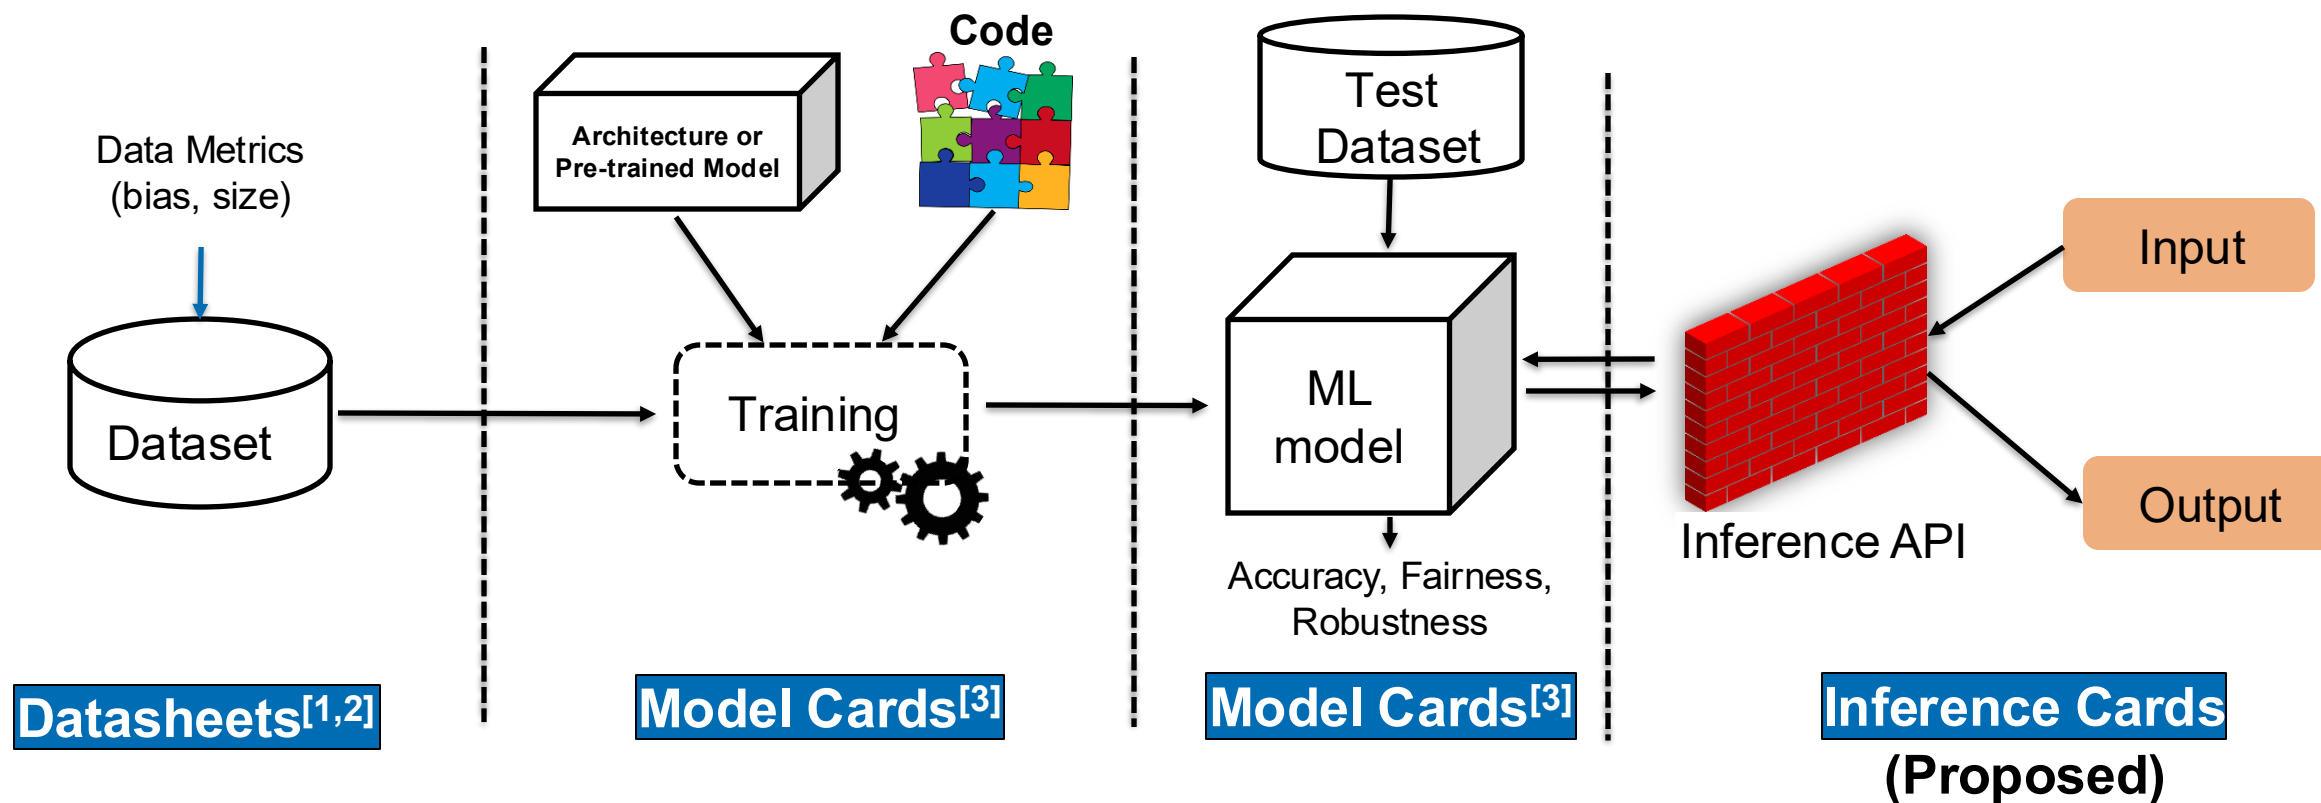 Data Metrics
(bias, size)
Dataset
Datasheets[1,2]
Architecture or
Pre-trained Model
Code
Training
Model Cards[3]
Test
Dataset
ML
model
Accuracy, Fairness,
Robustness
Model Cards[3]
Input
Inference API
Output
Inference Cards
(Proposed)